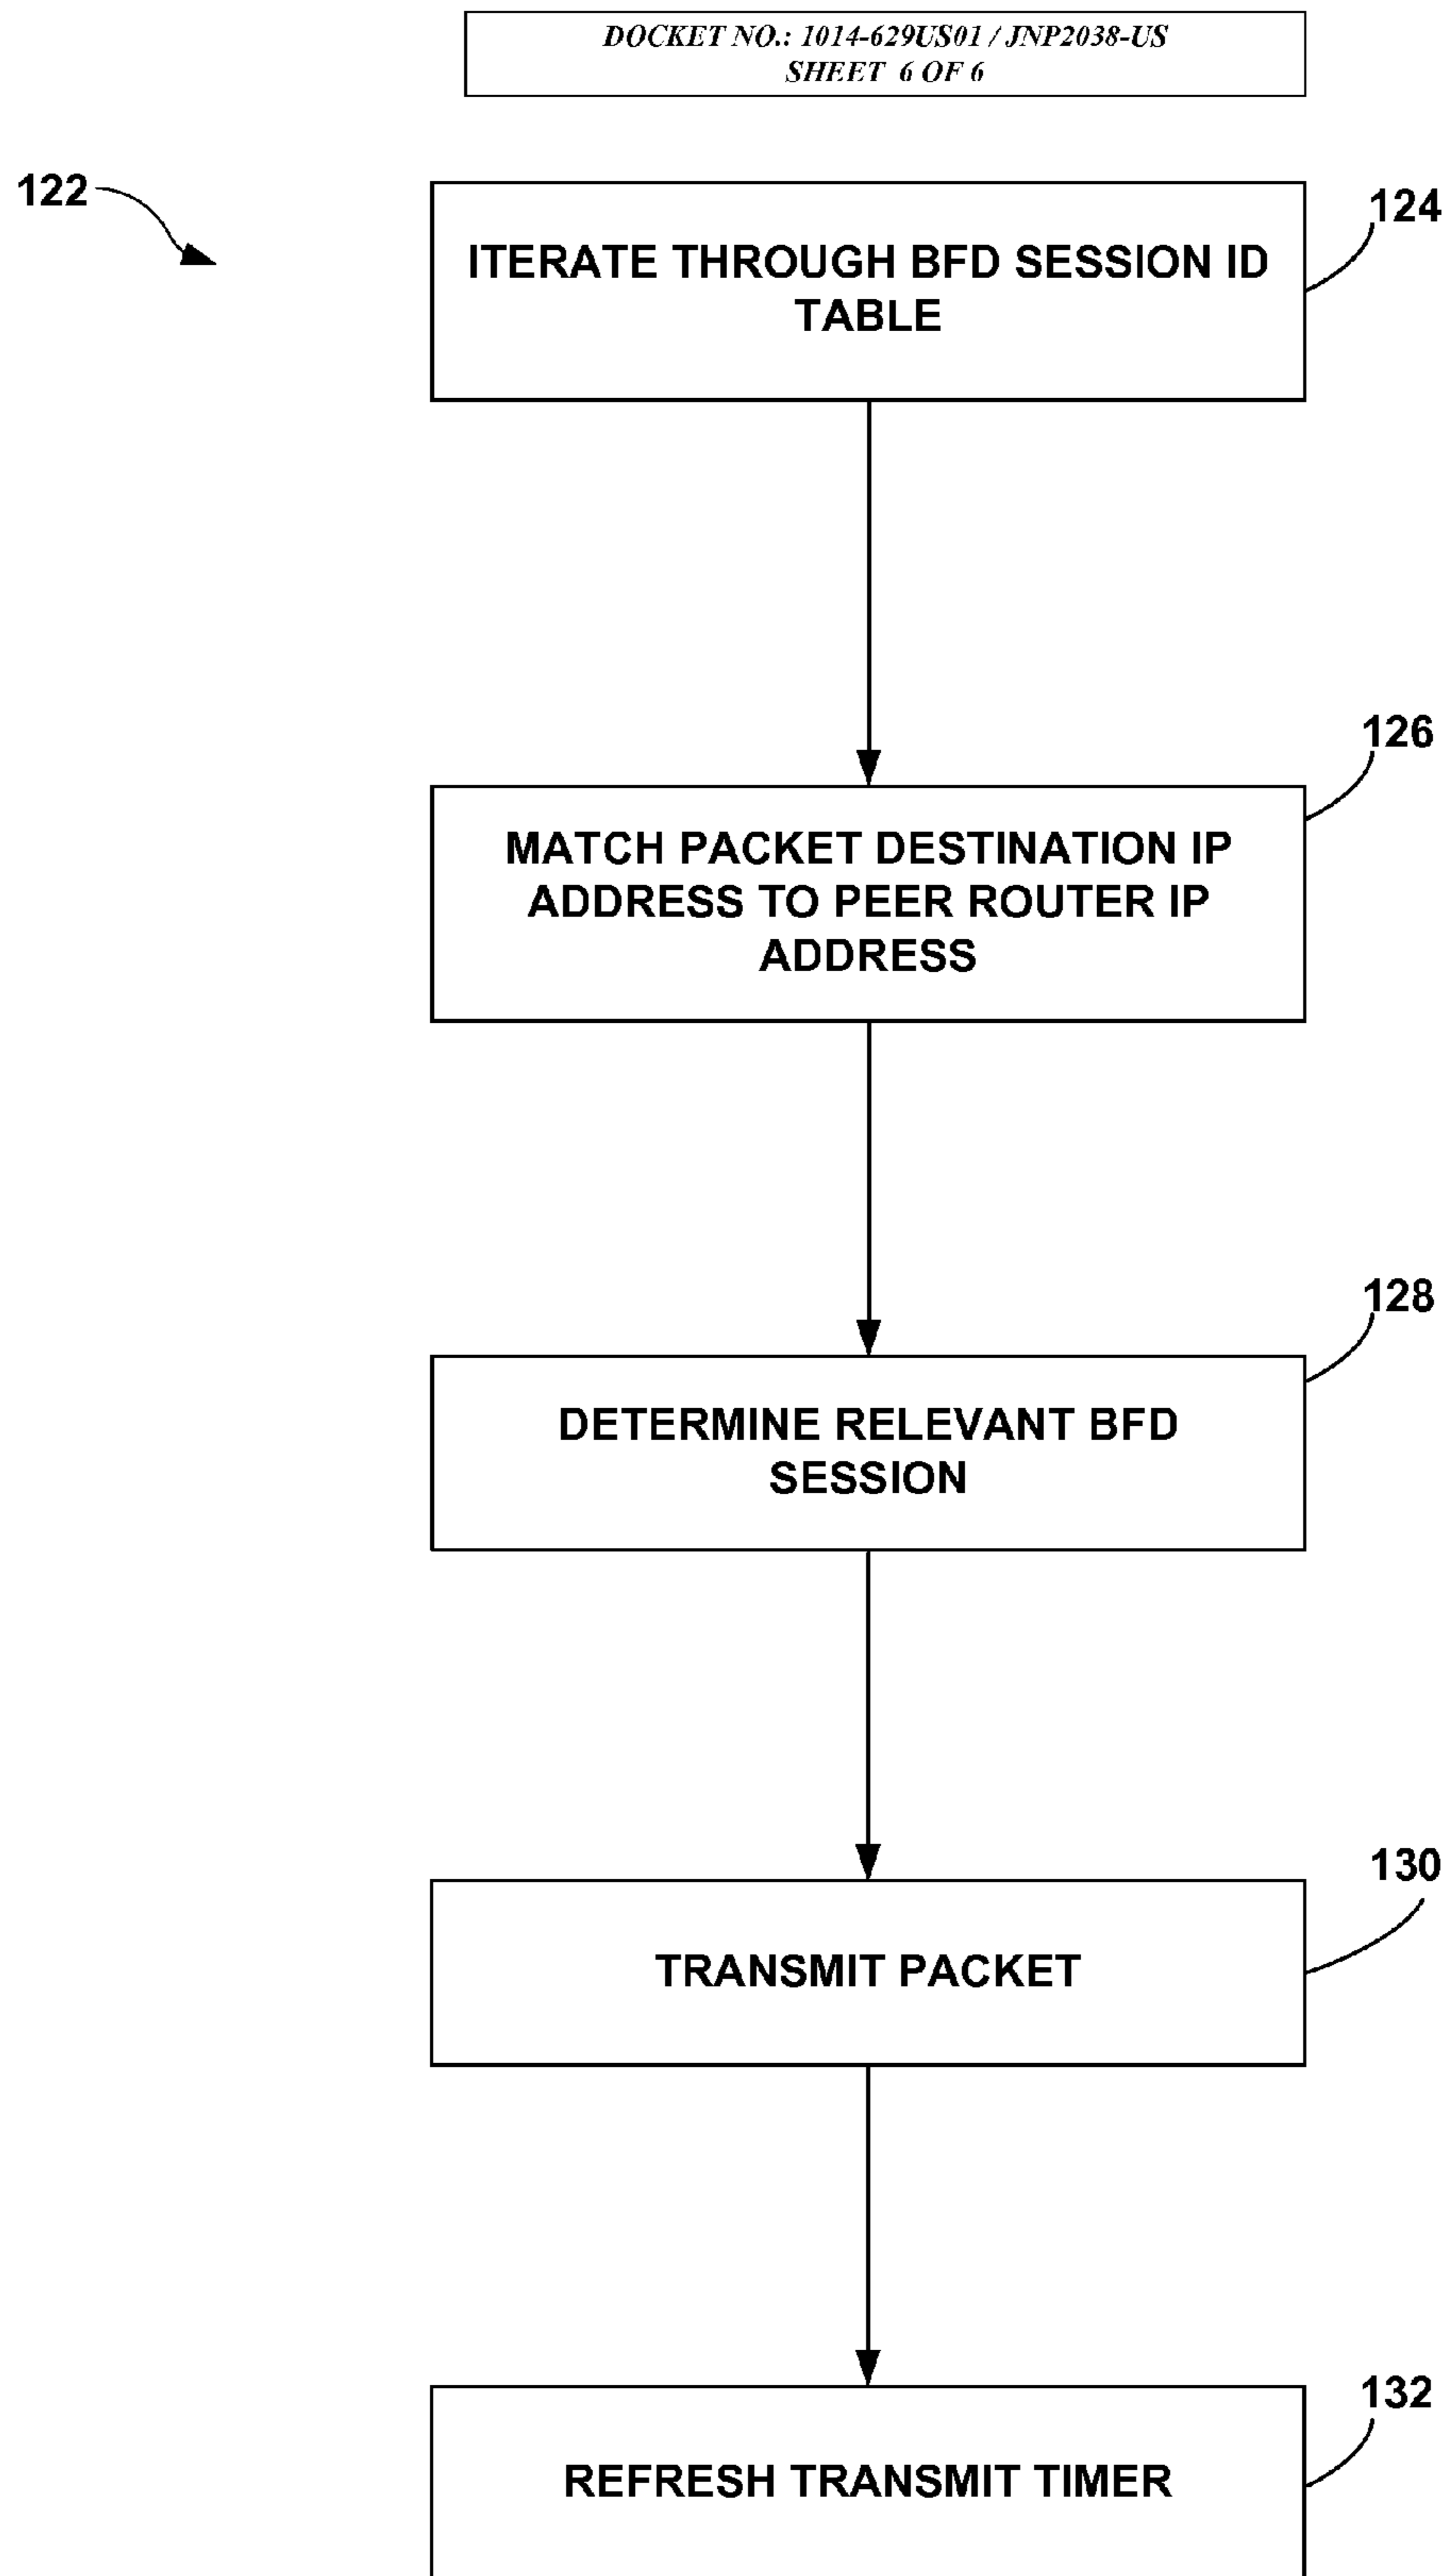 DOCKET NO.: 1014-629US01 / JNP2038-US
SHEET 6 OF 6
122
124
ITERATE THROUGH BFD SESSION ID
TABLE
126
MATCH PACKET DESTINATION IP
ADDRESS TO PEER ROUTER IP
ADDRESS
128
DETERMINE RELEVANT BFD
SESSION
130
TRANSMIT PACKET
132
REFRESH TRANSMIT TIMER